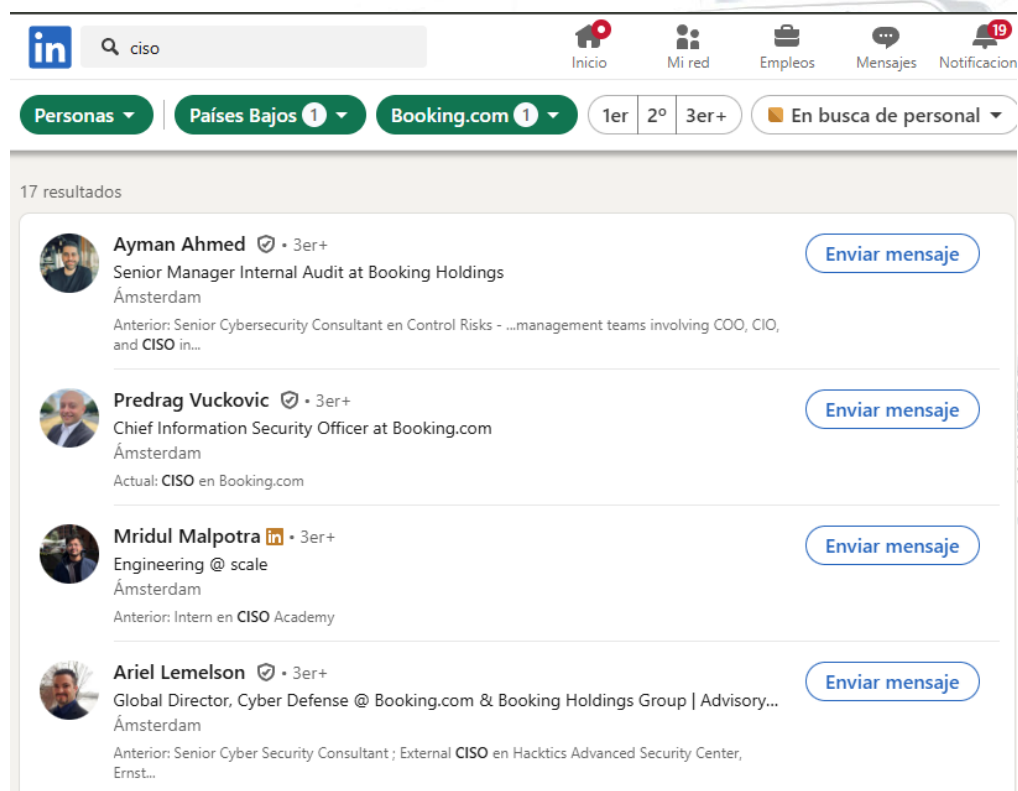 in
ciso
Inicio
Mi red
Empleos
Mensajes
19
Notificacion
Personas
Países Bajos 1
Booking.com 1
1er
2º
3er+
En busca de personal
17 resultados
Ayman Ahmed • 3er+
Senior Manager Internal Audit at Booking Holdings
Ámsterdam
Anterior: Senior Cybersecurity Consultant en Control Risks - ...management teams involving COO, CIO,
and CISO in...
Enviar mensaje
Predrag Vuckovic • 3er+
Chief Information Security Officer at Booking.com
Ámsterdam
Actual: CISO en Booking.com
Enviar mensaje
Mridul Malpotra in • 3er+
Engineering @ scale
Ámsterdam
Anterior: Intern en CISO Academy
Enviar mensaje
Ariel Lemelson • 3er+
Global Director, Cyber Defense @ Booking.com & Booking Holdings Group | Advisory...
Ámsterdam
Anterior: Senior Cyber Security Consultant ; External CISO en Hacktics Advanced Security Center,
Ernst...
Enviar mensaje